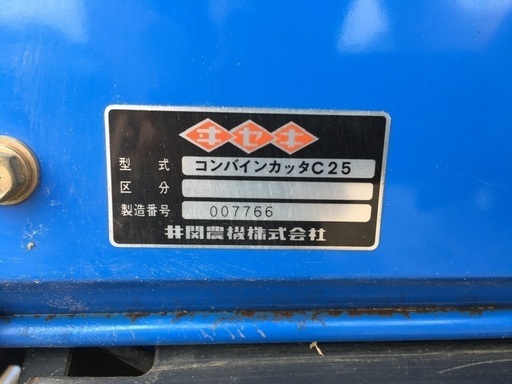 ヰセキ
型式 コンバインカッタC25
区分
製造番号 007766
井関農機株式会社